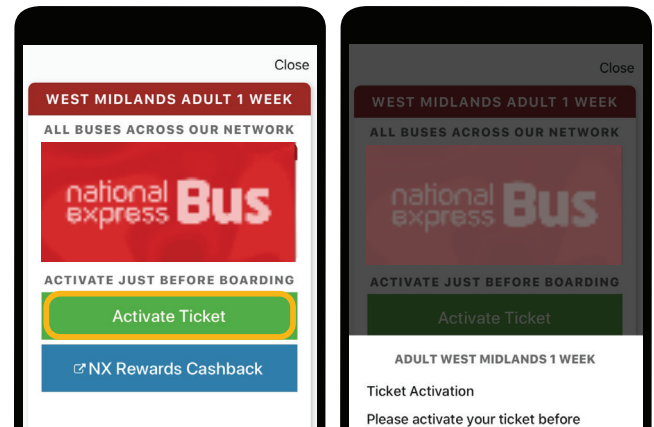 Close
WEST MIDLANDS ADULT 1 WEEK
ALL BUSES ACROSS OUR NETWORK
national
express Bus
ACTIVATE JUST BEFORE BOARDING
Activate Ticket
NX Rewards Cashback
Close
WEST MIDLANDS ADULT 1 WEEK
ALL BUSES ACROSS OUR NETWORK
national
express Bus
ACTIVATE JUST BEFORE BOARDING
Activate Ticket
ADULT WEST MIDLANDS 1 WEEK
Ticket Activation
Please activate your ticket before